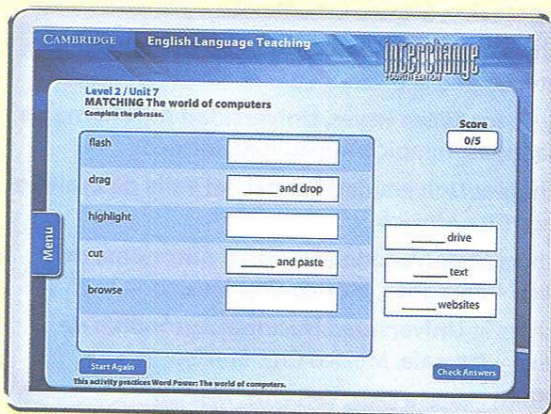 CAMBRIDGE English Language Teaching
Interchange
FOURTH EDITION
Level 2 / Unit 7
MATCHING The world of computers
Complete the phrases.
Score
0/5
flash
drag
_____ and drop
highlight
cut
_____ and paste
browse
_____ drive
_____ text
_____ websites
Menu
Start Again
Check Answers
This activity practices Word Power: The world of computers.